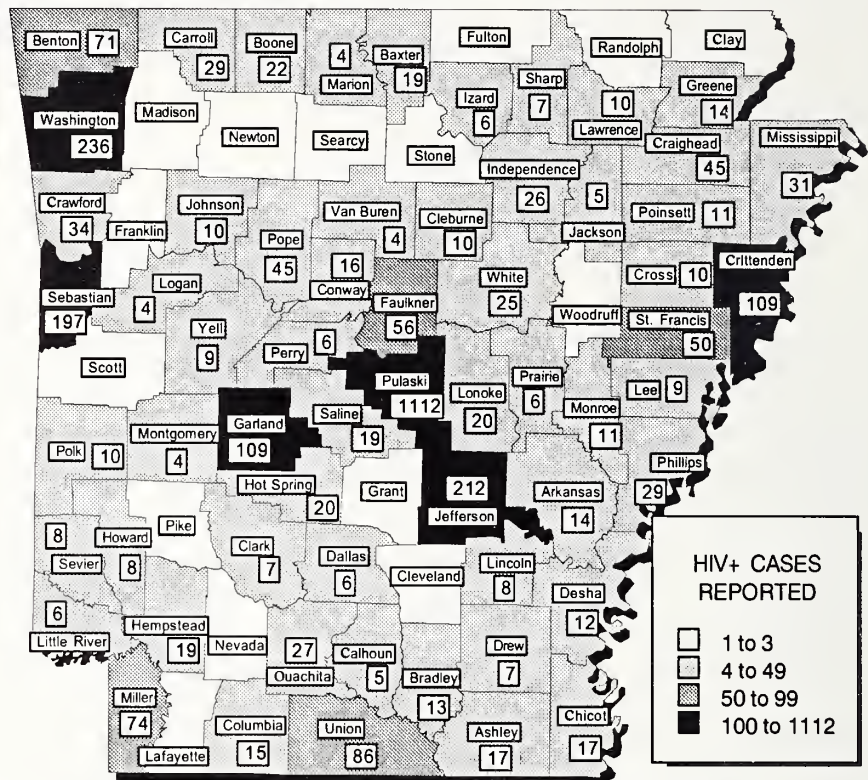 Benton 71
Carroll
29
Boone
22
4
Marion
Baxter
19
Fulton
Randolph
Clay
Izard
6
Sharp
7
10
Lawrence
Greene
14
Washington
236
Madison
Newton
Searcy
Stone
Independence
26
5
Jackson
Craighead
45
Mississippi
31
Crawford
34
Franklin
Johnson
10
Pope
45
Van Buren
4
Cleburne
10
Poinsett 11
Sebastian
197
Logan
4
16
Conway
Faulkner
56
White
25
Woodruff
Cross 10
Crittenden
109
St. Francis
50
Yell
9
Perry 6
Scott
Pulaski
1112
Lonoke
20
Prairie
6
Monroe
11
Lee 9
Garland
109
Saline
19
Polk 10
Montgomery
4
Hot Spring
20
Grant
212
Jefferson
Arkansas
14
Phillips
29
8
Sevier
Howard
8
Pike
Clark
7
Dallas
6
Cleveland
Lincoln
8
Desha
12
6
Little River
Hempstead
19
Nevada
27
Ouachita
Calhoun
5
Bradley
13
Drew
7
Miller
74
Lafayette
Columbia
15
Union
86
Ashley
17
Chicot
17
HIV+ CASES
REPORTED
1 to 3
4 to 49
50 to 99
100 to 1112